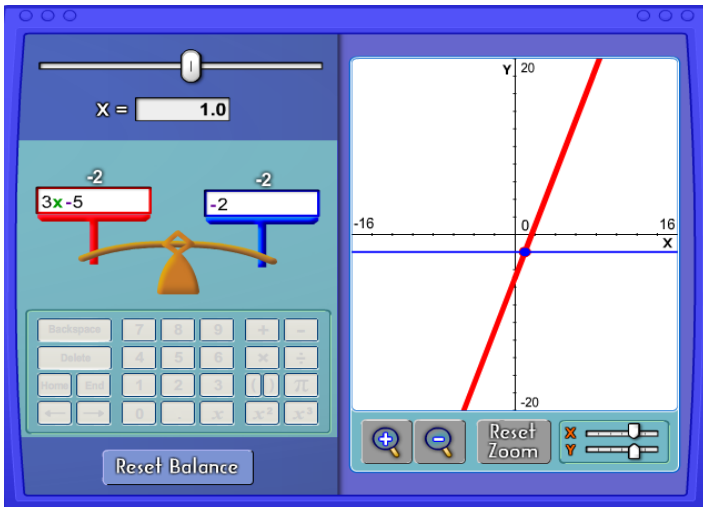 X = 1.0
-2
-2
3x-5
-2
Backspace 7 8 9 + -
Delete 4 5 6 × ÷
Home End 1 2 3 ( ) π
← → 0 . x x² x³
Reset Balance
Y 20
-16 0 16
X
-20
Reset
Zoom
X
Y